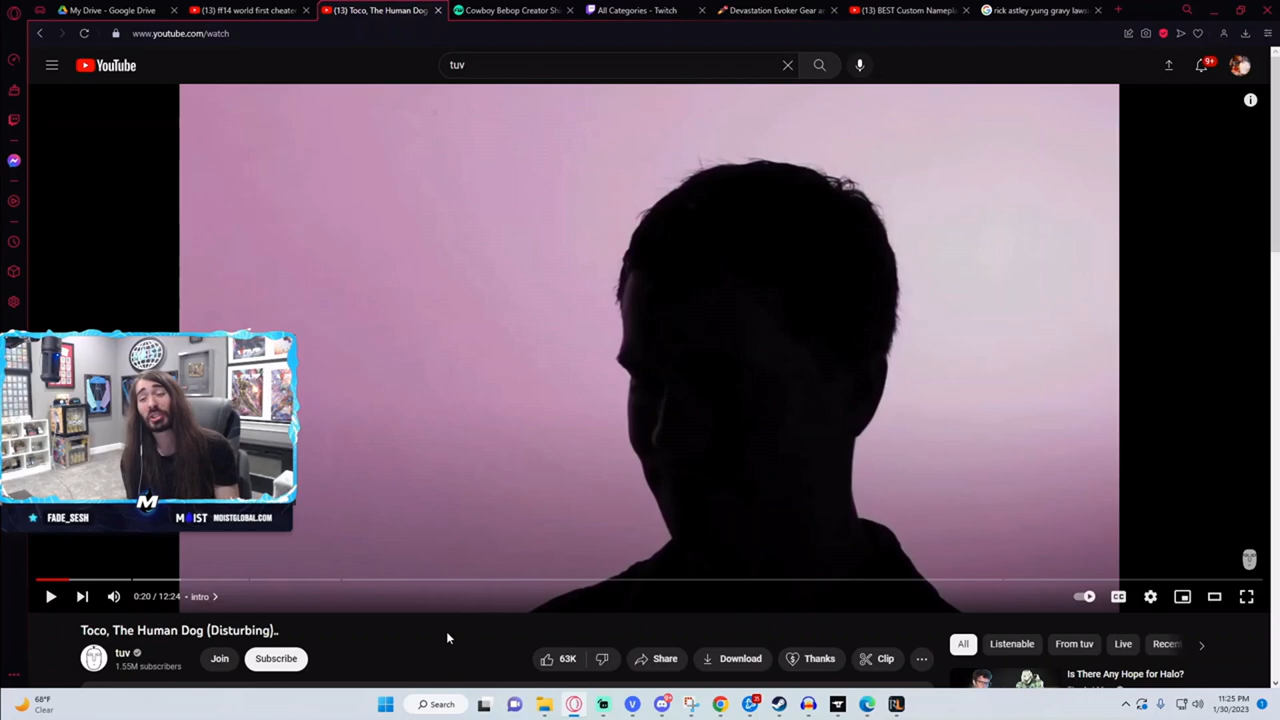 My Drive - Google Drive
(13) ff14 world first cheate
(13) Toco, The Human Dog
Cowboy Bebop Creator Sh
All Categories - Twitch
Devastation Evoker Gear a
(13) BEST Custom Namepl
rick astley yung gravy laws
www.youtube.com/watch
YouTube
tuv
9+
MOIST
M
FADE_SESH
MOIST
MOISTGLOBAL.COM
0:20 / 12:24 • intro
CC
Toco, The Human Dog (Disturbing)..
tuv
1.55M subscribers
Join
Subscribe
63K
Share
Download
Thanks
Clip
All
Listenable
From tuv
Live
Recen
Is There Any Hope for Halo?
68°F
Clear
Search
11:25 PM
1/30/2023